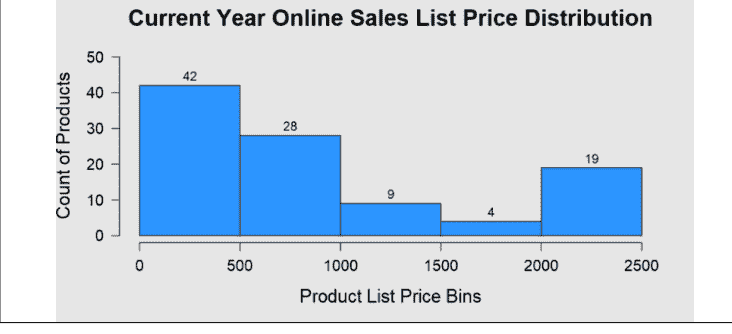 Current Year Online Sales List Price Distribution
50
40
30
20
10
0
Count of Products
42
28
9
4
19
0 500 1000 1500 2000 2500
Product List Price Bins